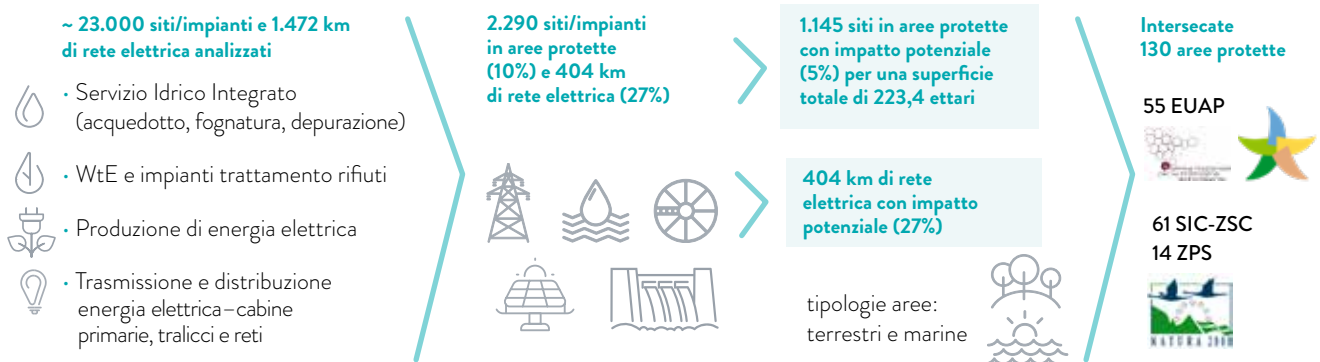 ~ 23.000 siti/impianti e 1.472 km
di rete elettrica analizzati
· Servizio Idrico Integrato
(acquedotto, fognatura, depurazione)
· WtE e impianti trattamento rifiuti
· Produzione di energia elettrica
· Trasmissione e distribuzione
energia elettrica–cabine
primarie, tralicci e reti
2.290 siti/impianti
in aree protette
(10%) e 404 km
di rete elettrica (27%)
1.145 siti in aree protette
con impatto potenziale
(5%) per una superficie
totale di 223,4 ettari
404 km di rete
elettrica con impatto
potenziale (27%)
tipologie aree:
terrestri e marine
Intersecate
130 aree protette
55 EUAP
61 SIC-ZSC
14 ZPS
NATURA 2000